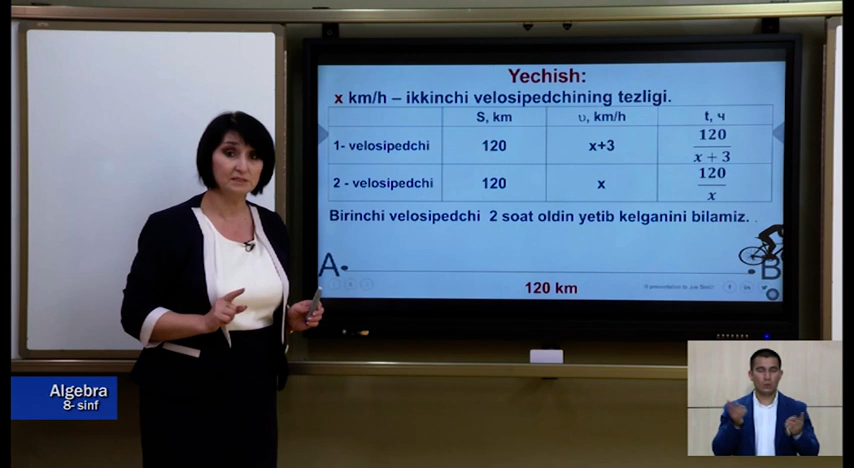 Yechish:
x km/h – ikkinchi velosipedchining tezligi.
S, km υ, km/h t, ч
1- velosipedchi 120 x+3 120/(x + 3)
2 - velosipedchi 120 x 120/x
Birinchi velosipedchi 2 soat oldin yetib kelganini bilamiz. .
A B
120 km
Algebra
8- sinf